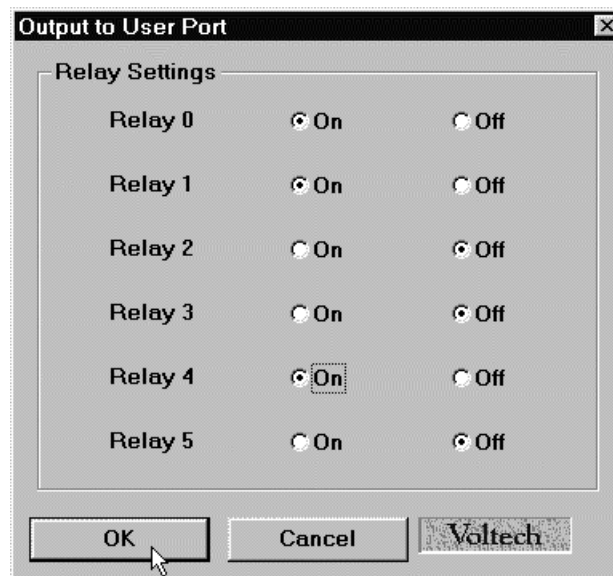 Output to User Port
Relay Settings
Relay 0 On Off
Relay 1 On Off
Relay 2 On Off
Relay 3 On Off
Relay 4 On Off
Relay 5 On Off
OK Cancel Voltech